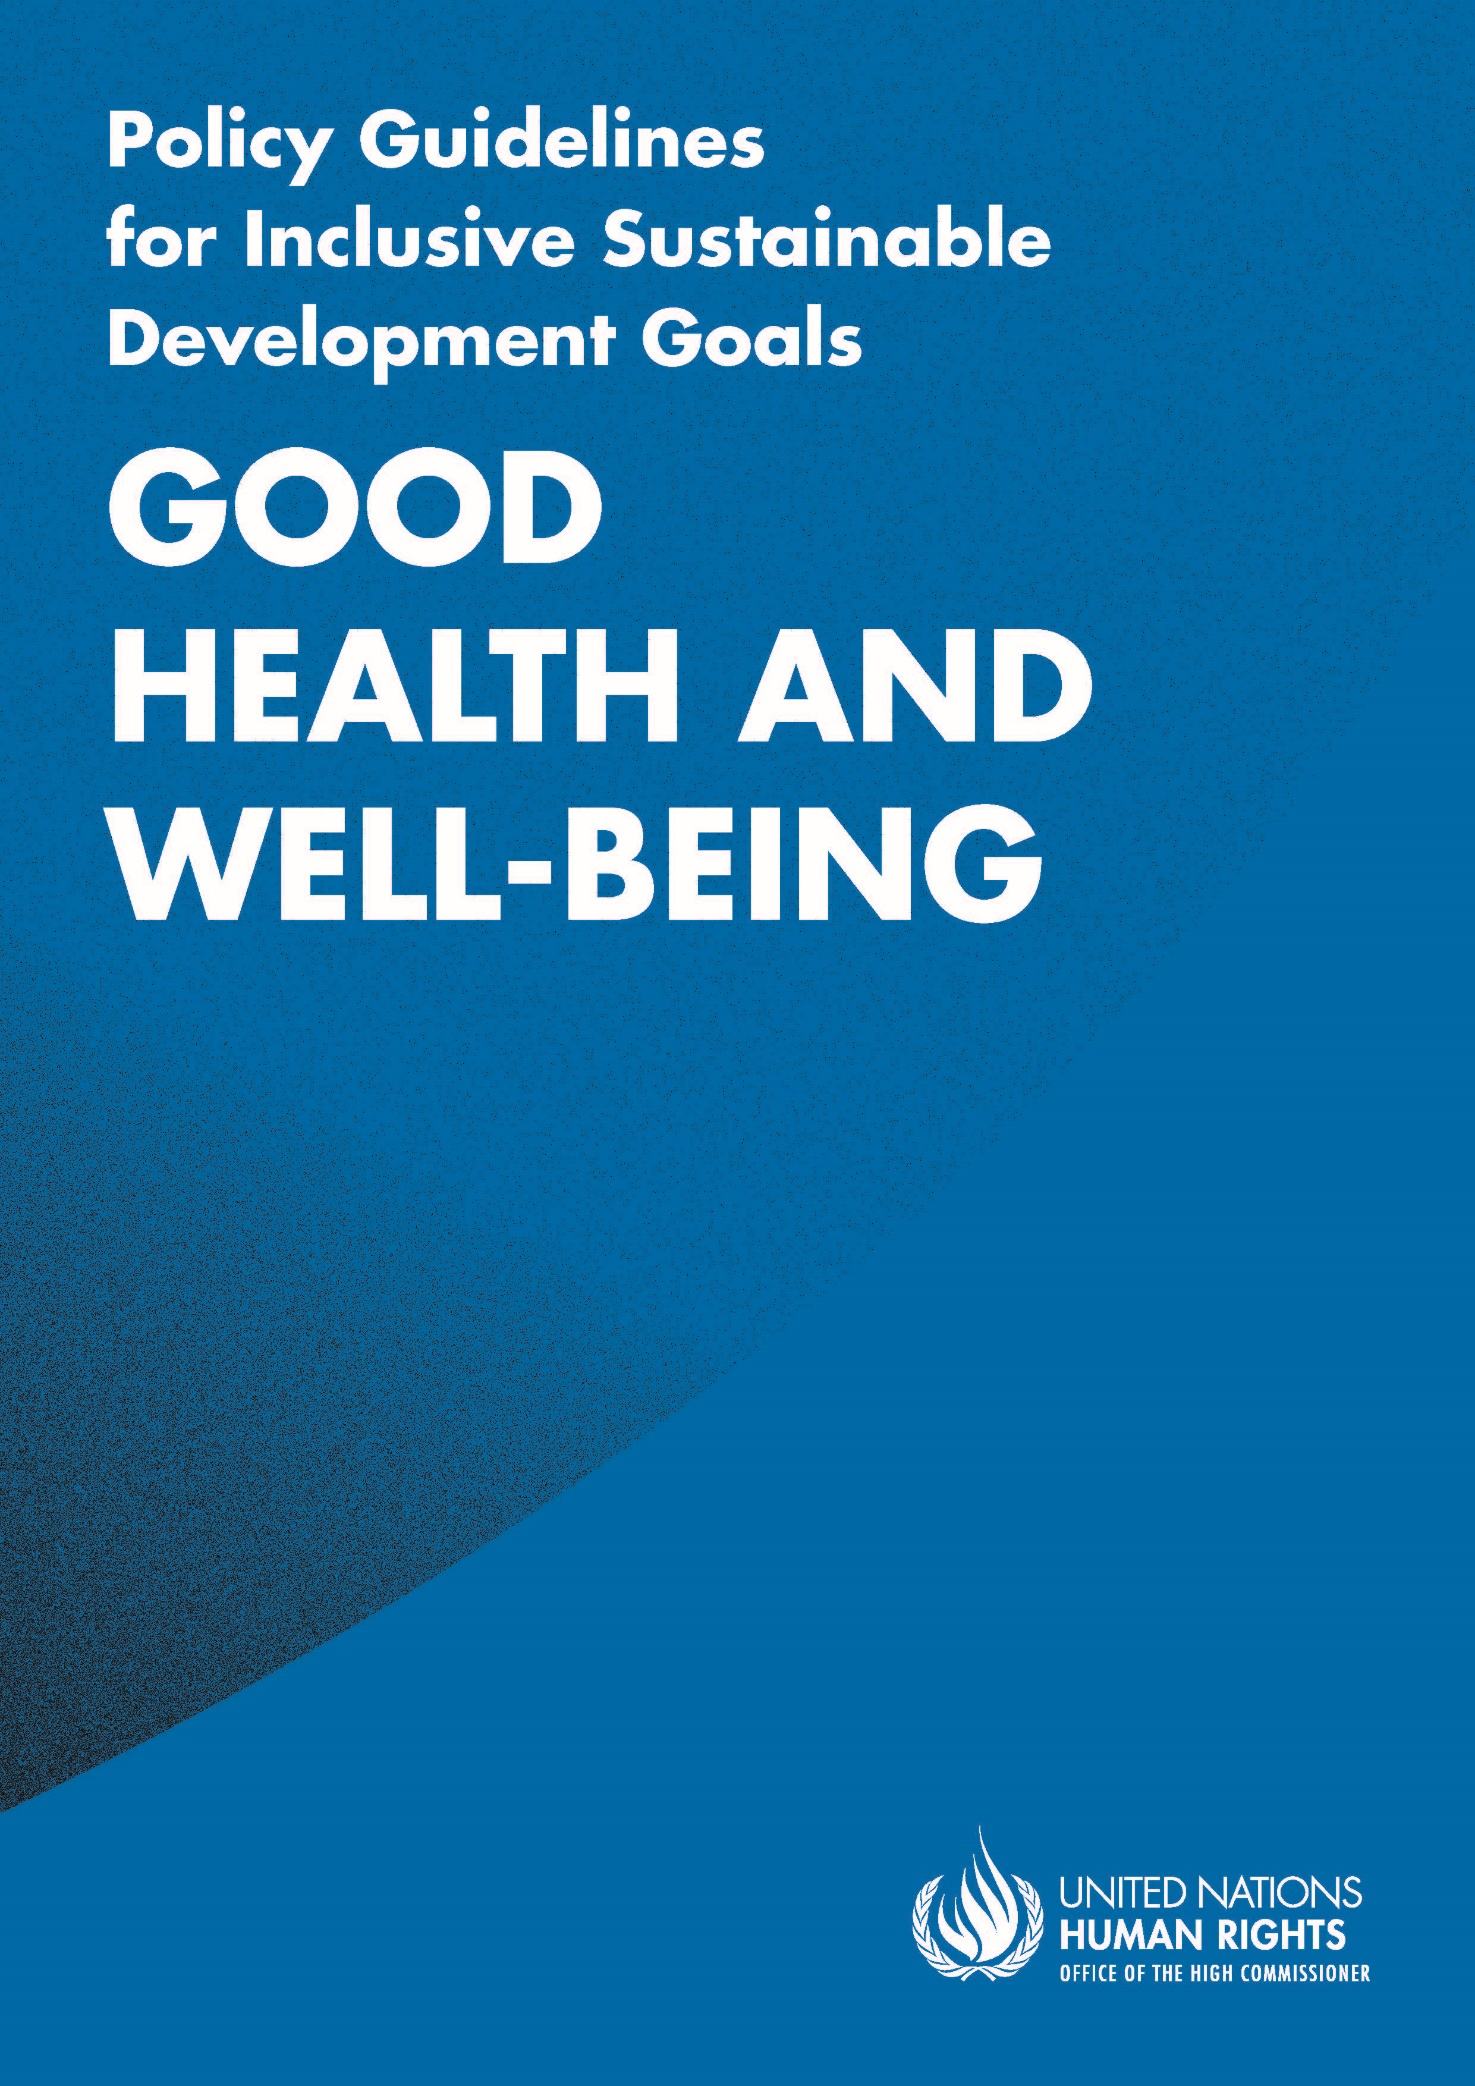 Policy Guidelines
for Inclusive Sustainable
Development Goals
GOOD
HEALTH AND
WELL-BEING
UNITED NATIONS
HUMAN RIGHTS
OFFICE OF THE HIGH COMMISSIONER